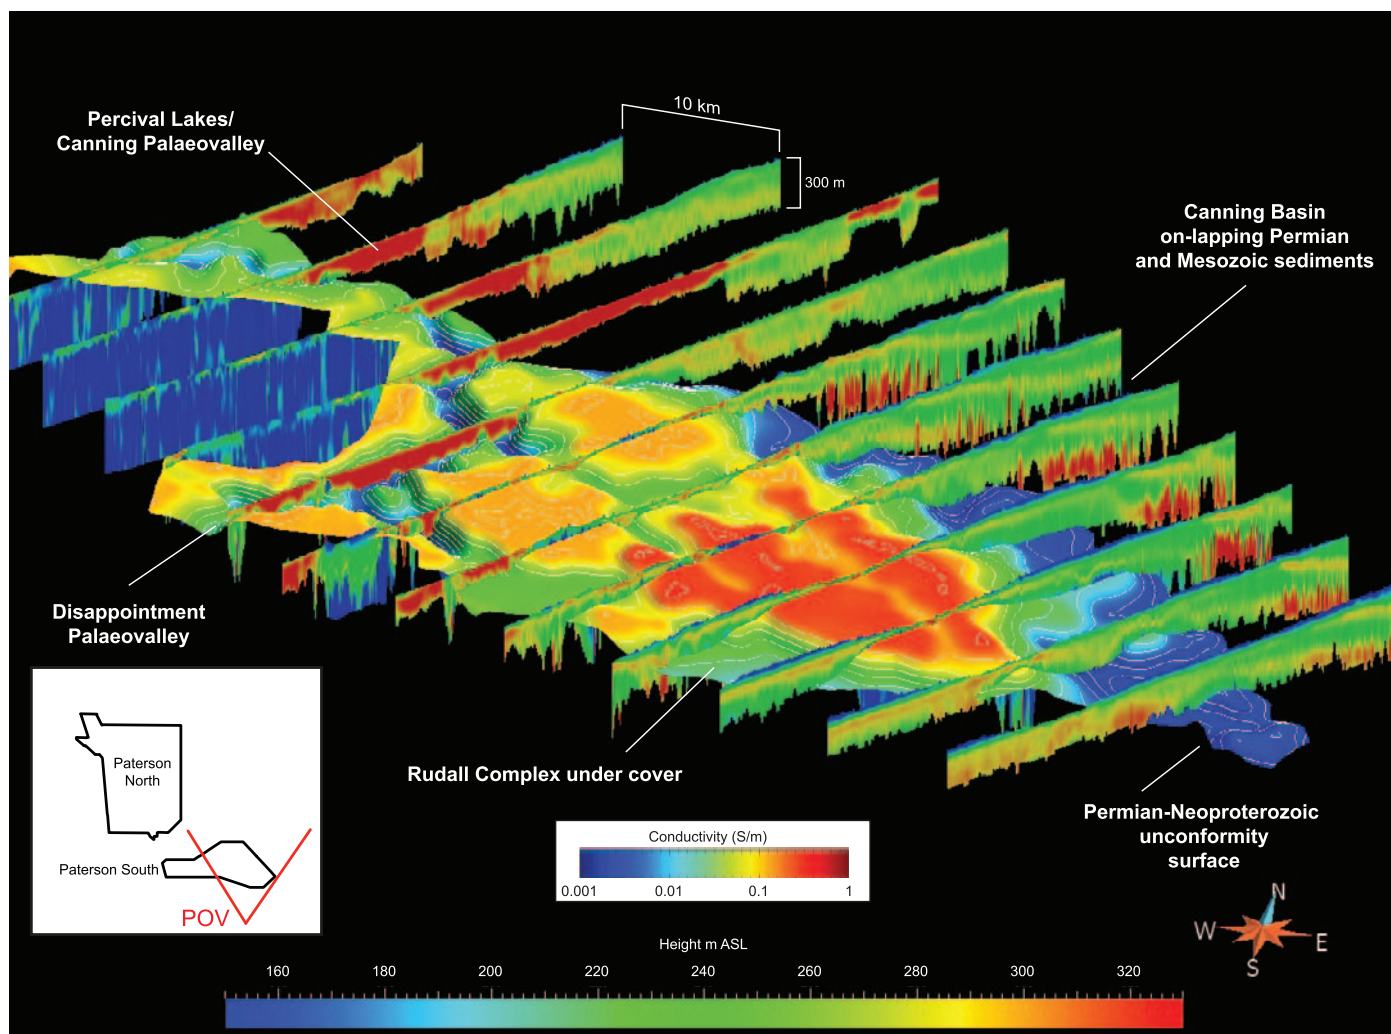 10 km
Percival Lakes/
Canning Palaeovalley
300 m
Canning Basin
on-lapping Permian
and Mesozoic sediments
Disappointment
Palaeovalley
Rudall Complex under cover
Permian-Neoproterozoic
unconformity
surface
Paterson
North
Paterson South
POV
Conductivity (S/m)
0.001 0.01 0.1 1
N
W E
S
Height m ASL
160 180 200 220 240 260 280 300 320